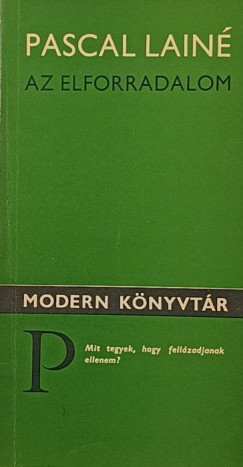 PASCAL LAINÉ
AZ ELFORRADALOM
MODERN KÖNYVTÁR
P
Mit tegyek, hogy fellázadjanak
ellenem?